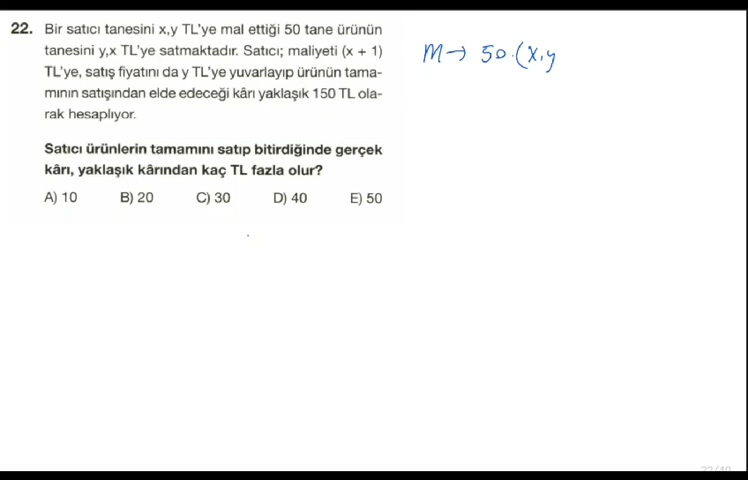 22. Bir satıcı tanesini x,y TL'ye mal ettiği 50 tane ürünün
tanesini y,x TL'ye satmaktadır. Satıcı; maliyeti (x + 1)
TL'ye, satış fiyatını da y TL'ye yuvarlayıp ürünün tama-
mının satışından elde edeceği kârı yaklaşık 150 TL ola-
rak hesaplıyor.
Satıcı ürünlerin tamamını satıp bitirdiğinde gerçek
kârı, yaklaşık kârından kaç TL fazla olur?
A) 10 B) 20 C) 30 D) 40 E) 50
M→ 50.(x,y